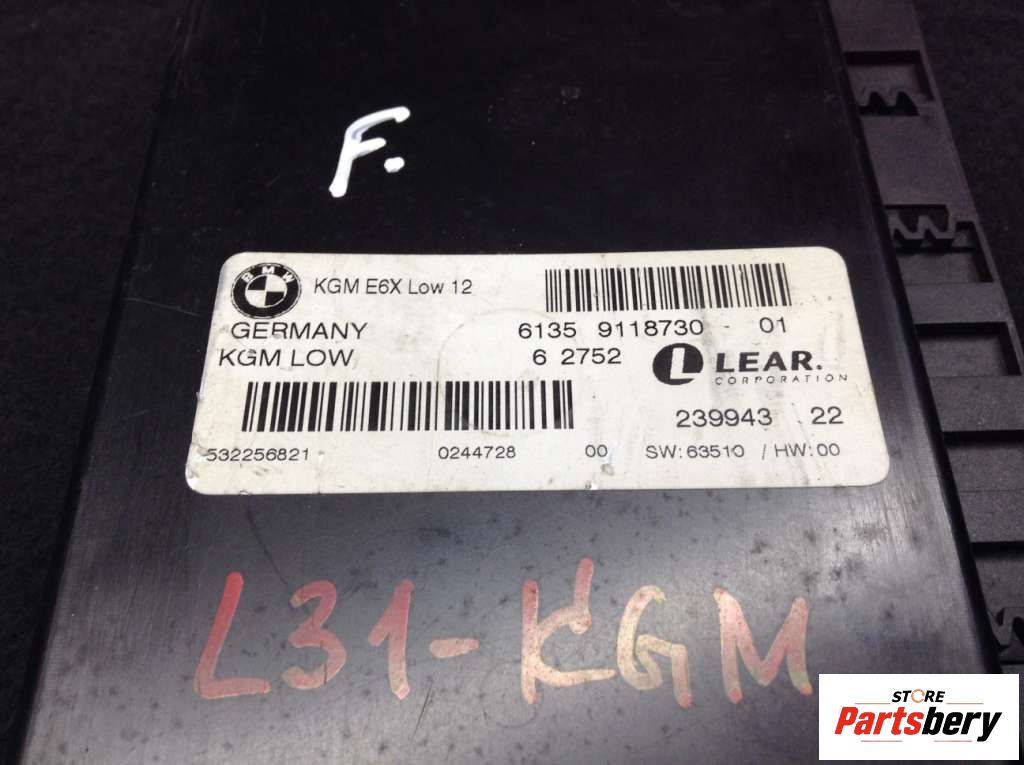 F.
BMW
KGM E6X Low 12
GERMANY 6135 9118730 - 01
KGM LOW 6 2752 L LEAR.
CORPORATION
239943 22
532256821 0244728 00 SW:63510 / HW:00
L31-KGM
STORE
Partsbery